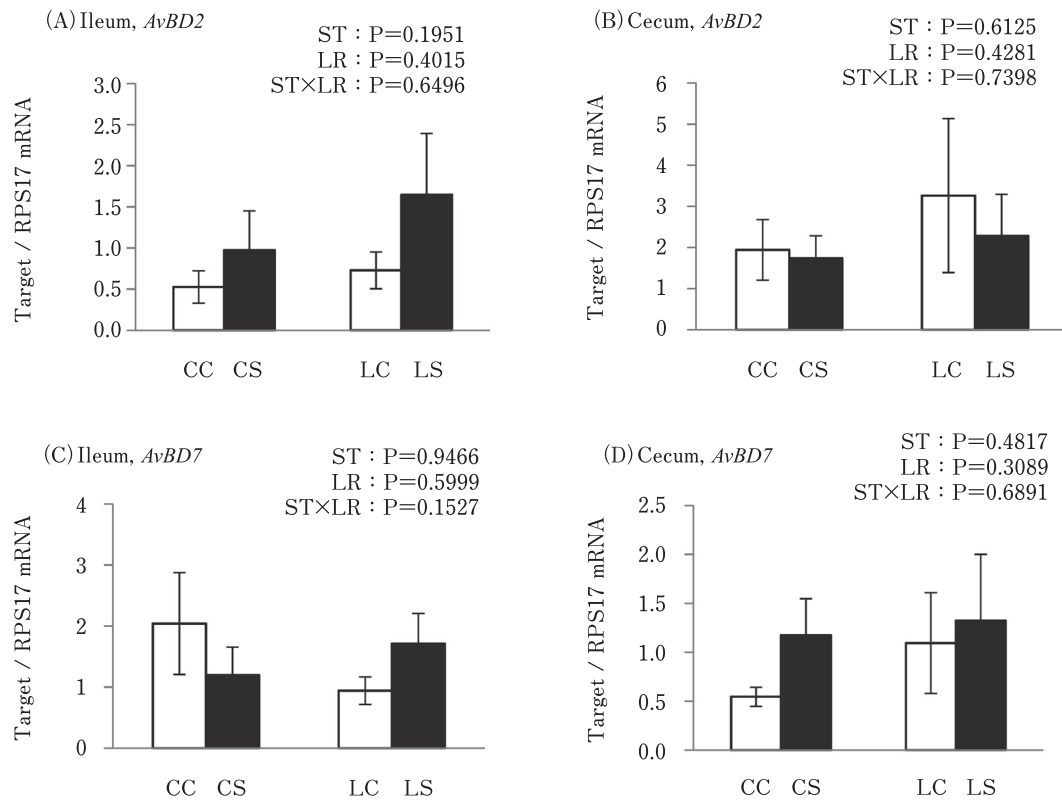 (A) Ileum, AvBD2
ST：P=0.1951
LR：P=0.4015
ST×LR：P=0.6496
Target / RPS17 mRNA
3.0
2.5
2.0
1.5
1.0
0.5
0.0
CC CS LC LS
(B) Cecum, AvBD2
ST：P=0.6125
LR：P=0.4281
ST×LR：P=0.7398
Target / RPS17 mRNA
6
5
4
3
2
1
0
CC CS LC LS
(C) Ileum, AvBD7
ST：P=0.9466
LR：P=0.5999
ST×LR：P=0.1527
Target / RPS17 mRNA
4
3
2
1
0
CC CS LC LS
(D) Cecum, AvBD7
ST：P=0.4817
LR：P=0.3089
ST×LR：P=0.6891
Target / RPS17 mRNA
2.5
2.0
1.5
1.0
0.5
0.0
CC CS LC LS